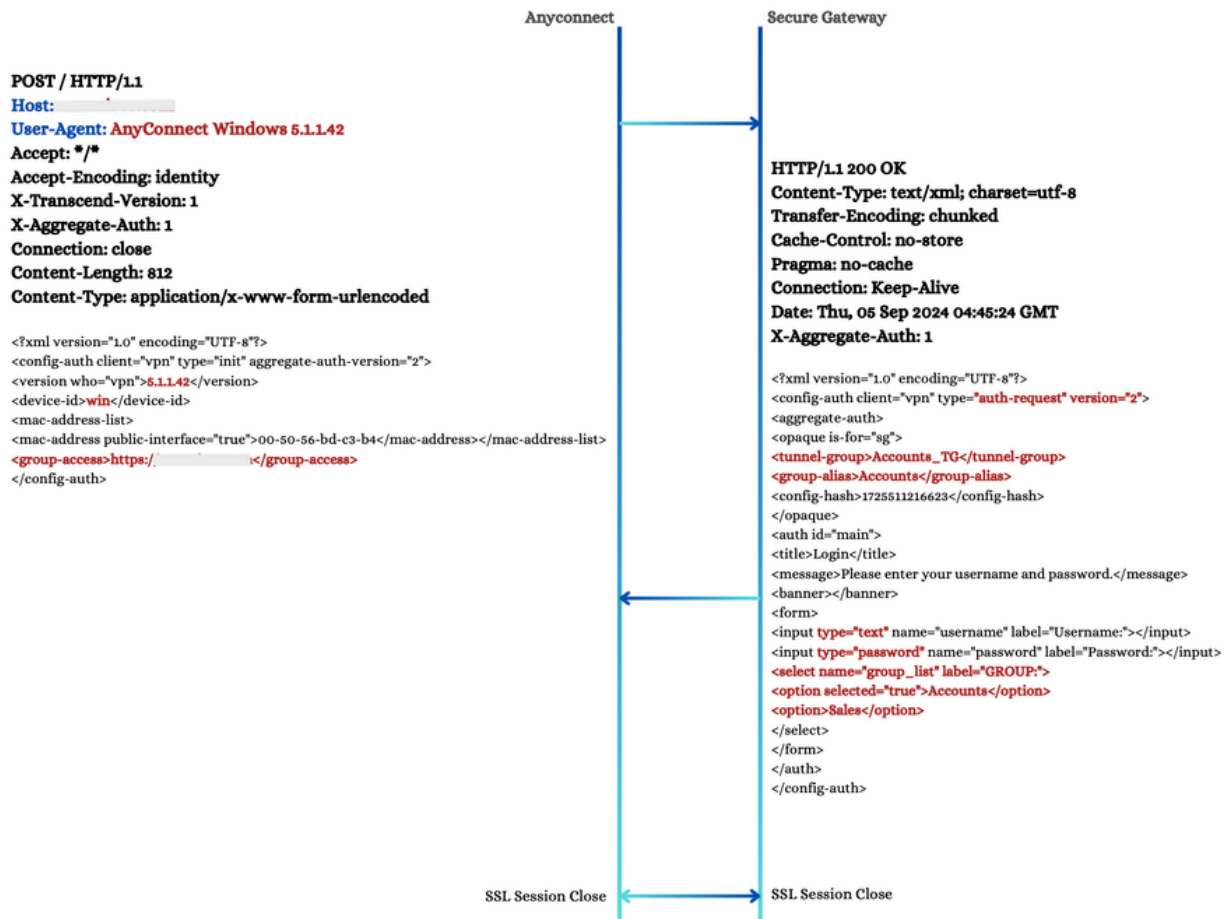 Anyconnect
Secure Gateway
POST / HTTP/1.1
Host:
User-Agent: AnyConnect Windows 5.1.1.42
Accept: */*
Accept-Encoding: identity
X-Transcend-Version: 1
X-Aggregate-Auth: 1
Connection: close
Content-Length: 812
Content-Type: application/x-www-form-urlencoded
<?xml version="1.0" encoding="UTF-8"?>
<config-auth client="vpn" type="init" aggregate-auth-version="2">
<version who="vpn">5.1.1.42</version>
<device-id>win</device-id>
<mac-address-list>
<mac-address public-interface="true">00-50-56-bd-c3-b4</mac-address></mac-address-list>
<group-access>https:/</group-access>
</config-auth>
HTTP/1.1 200 OK
Content-Type: text/xml; charset=utf-8
Transfer-Encoding: chunked
Cache-Control: no-store
Pragma: no-cache
Connection: Keep-Alive
Date: Thu, 05 Sep 2024 04:45:24 GMT
X-Aggregate-Auth: 1
<?xml version="1.0" encoding="UTF-8"?>
<config-auth client="vpn" type="auth-request" version="2">
<aggregate-auth>
<opaque is-for="sg">
<tunnel-group>Accounts_TG</tunnel-group>
<group-alias>Accounts</group-alias>
<config-hash>1725511216623</config-hash>
</opaque>
<auth id="main">
<title>Login</title>
<message>Please enter your username and password.</message>
<banner></banner>
<form>
<input type="text" name="username" label="Username:"></input>
<input type="password" name="password" label="Password:"></input>
<select name="group_list" label="GROUP:">
<option selected="true">Accounts</option>
<option>Sales</option>
</select>
</form>
</auth>
</config-auth>
SSL Session Close
SSL Session Close